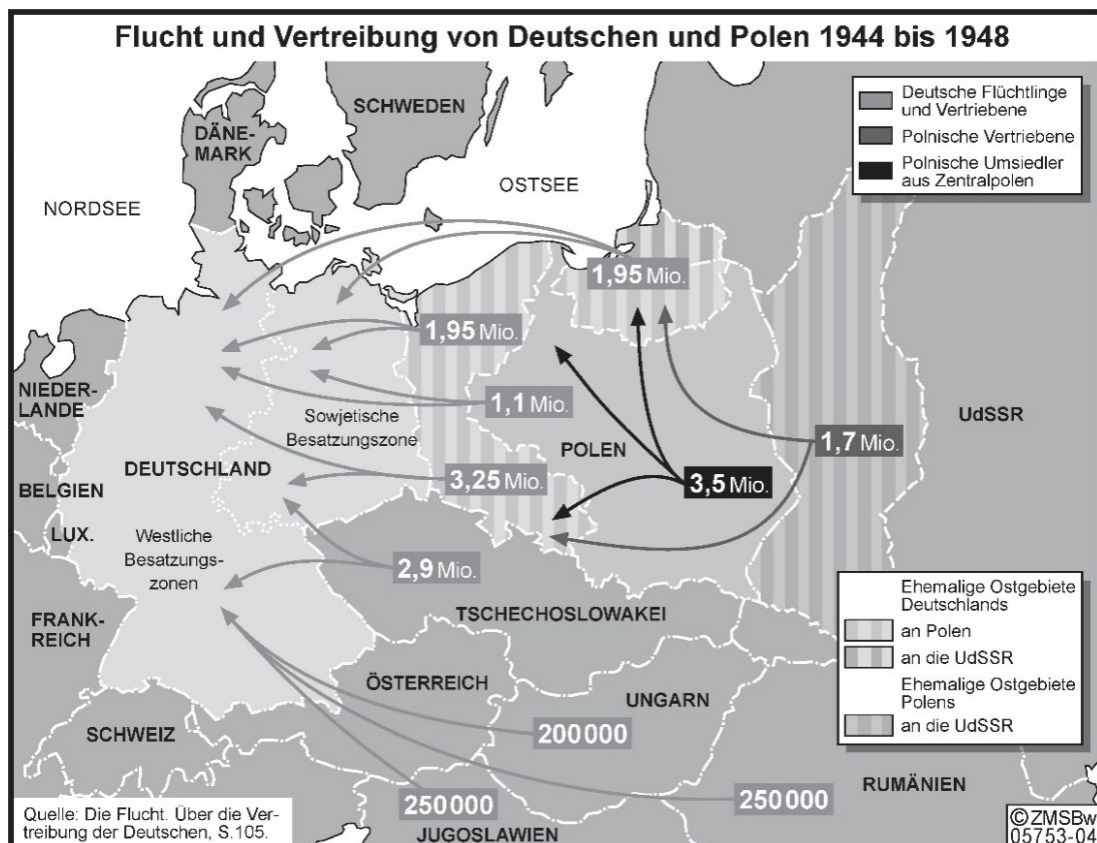 Flucht und Vertreibung von Deutschen und Polen 1944 bis 1948
Deutsche Flüchtlinge
und Vertriebene
Polnische Vertriebene
Polnische Umsiedler
aus Zentralpolen
SCHWEDEN
DÄNE-
MARK
NORDSEE
OSTSEE
1,95 Mio.
1,95 Mio.
NIEDER-
LANDE
1,1 Mio.
Sowjetische
Besatzungszone
POLEN
1,7 Mio.
UdSSR
DEUTSCHLAND
3,25 Mio.
3,5 Mio.
BELGIEN
LUX.
Westliche
Besatzungs-
zonen
2,9 Mio.
TSCHECHOSLOWAKEI
FRANK-
REICH
Ehemalige Ostgebiete
Deutschlands
an Polen
an die UdSSR
Ehemalige Ostgebiete
Polens
an die UdSSR
ÖSTERREICH
UNGARN
SCHWEIZ
200000
RUMÄNIEN
250000
250000
JUGOSLAWIEN
Quelle: Die Flucht. Über die Ver-
treibung der Deutschen, S.105.
©ZMSBw
05753-04